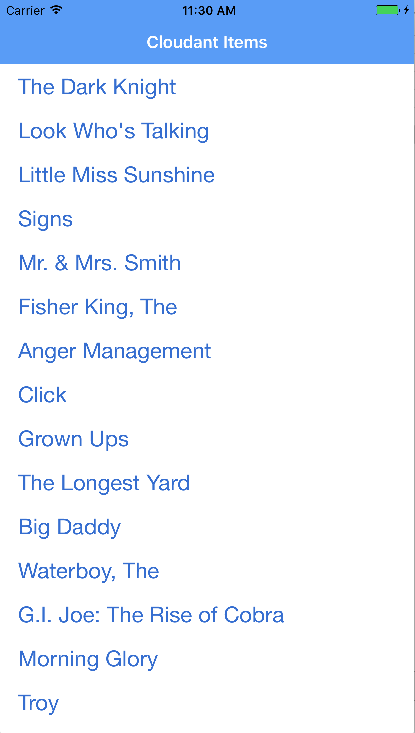 Carrier 11:30 AM
Cloudant Items
The Dark Knight
Look Who's Talking
Little Miss Sunshine
Signs
Mr. & Mrs. Smith
Fisher King, The
Anger Management
Click
Grown Ups
The Longest Yard
Big Daddy
Waterboy, The
G.I. Joe: The Rise of Cobra
Morning Glory
Troy